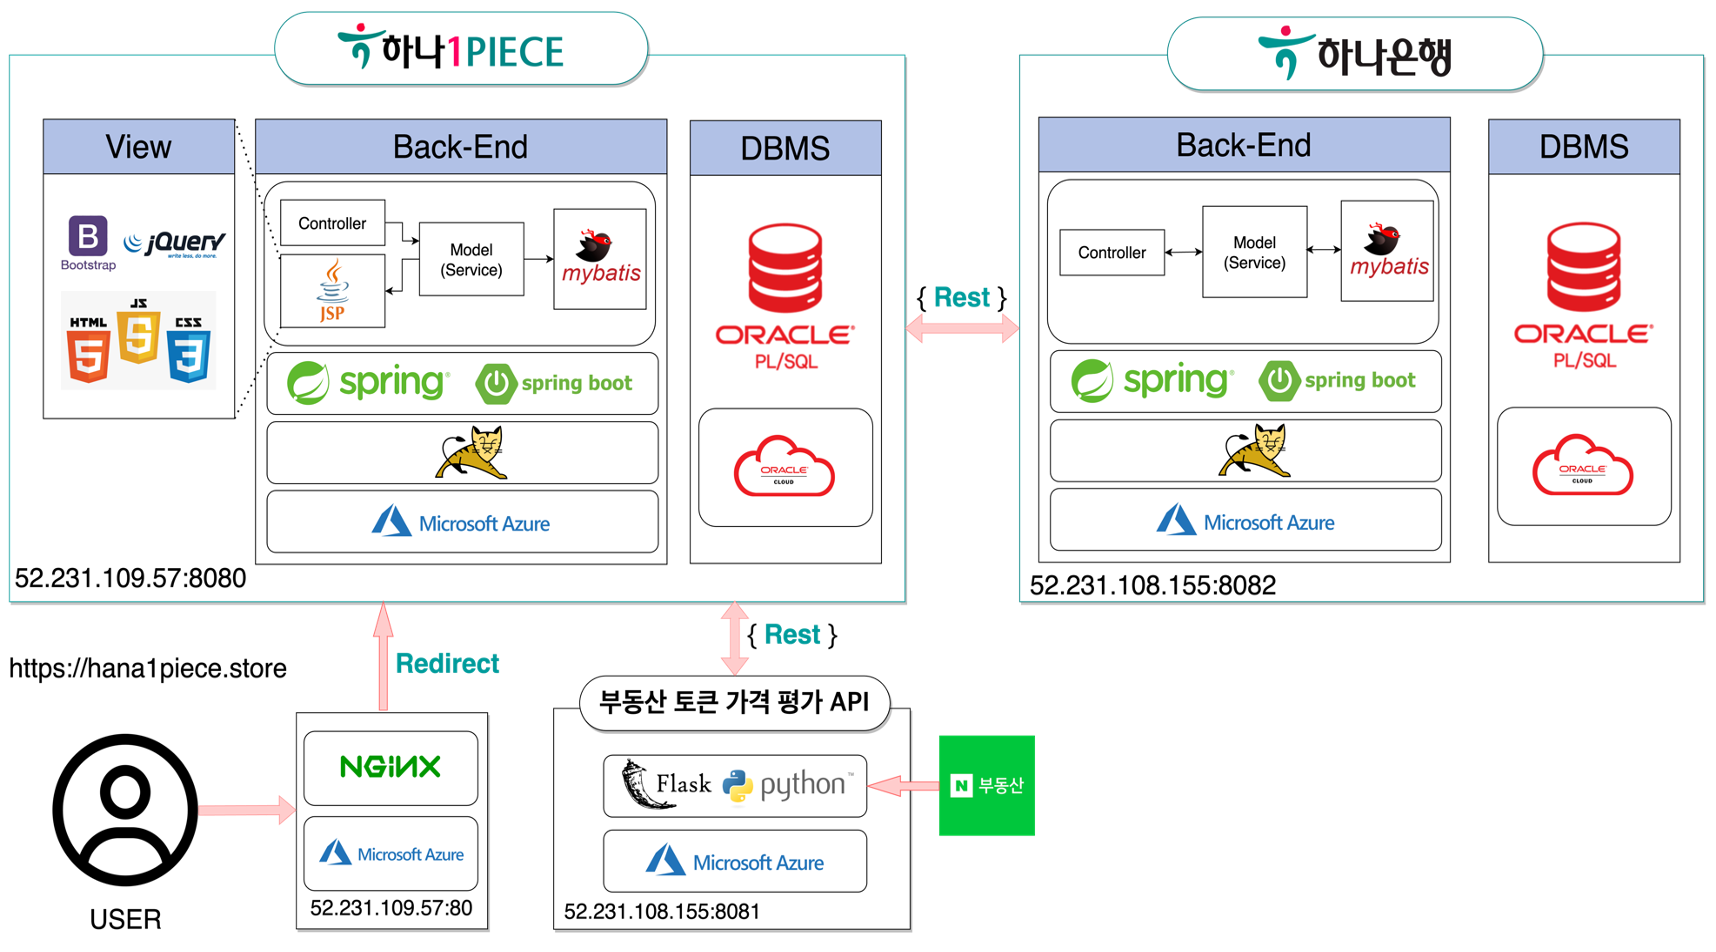 하나1PIECE
View
B
Bootstrap
jQuery
write less, do more.
HTML
5
JS
5
CSS
3
Back-End
Controller
Model
(Service)
mybatis
JSP
spring®
spring boot
Microsoft Azure
DBMS
ORACLE®
PL/SQL
ORACLE®
CLOUD
52.231.109.57:8080
{ Rest }
하나은행
Back-End
Controller
Model
(Service)
mybatis
spring®
spring boot
Microsoft Azure
DBMS
ORACLE®
PL/SQL
ORACLE®
CLOUD
52.231.108.155:8082
https://hana1piece.store
Redirect
{ Rest }
USER
NGINX
Microsoft Azure
52.231.109.57:80
부동산 토큰 가격 평가 API
Flask
python™
Microsoft Azure
52.231.108.155:8081
N 부동산